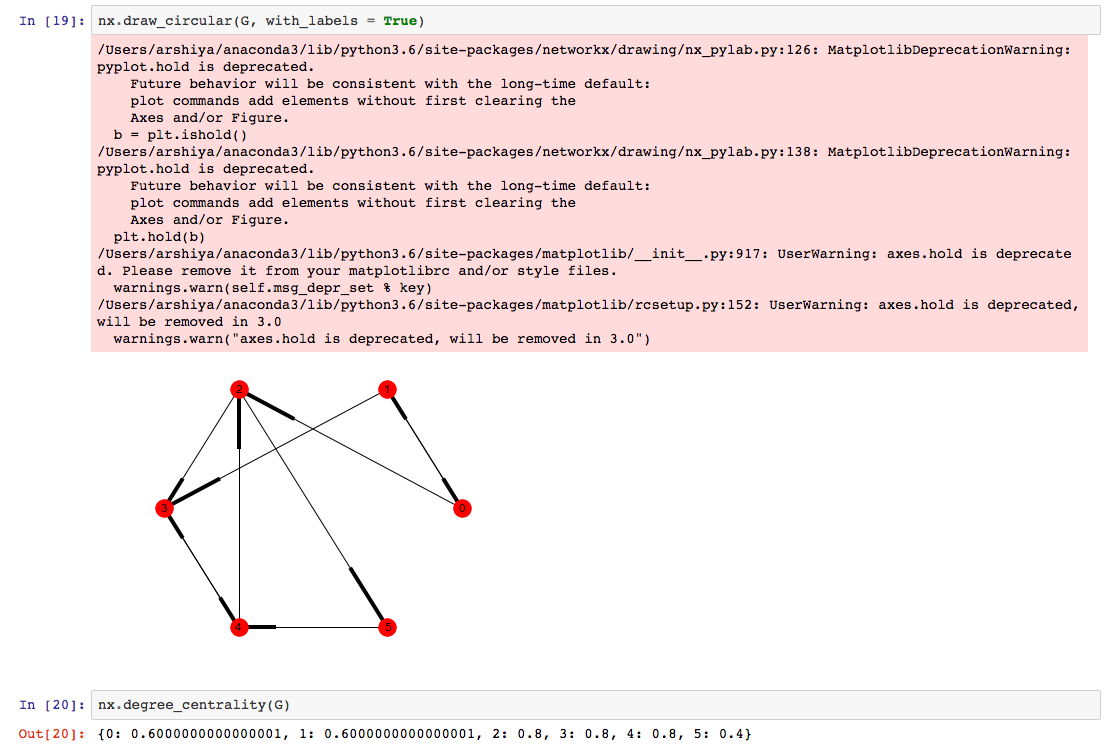 In [19]: nx.draw_circular(G, with_labels = True)
/Users/arshiya/anaconda3/lib/python3.6/site-packages/networkx/drawing/nx_pylab.py:126: MatplotlibDeprecationWarning:
pyplot.hold is deprecated.
    Future behavior will be consistent with the long-time default:
    plot commands add elements without first clearing the
    Axes and/or Figure.
  b = plt.ishold()
/Users/arshiya/anaconda3/lib/python3.6/site-packages/networkx/drawing/nx_pylab.py:138: MatplotlibDeprecationWarning:
pyplot.hold is deprecated.
    Future behavior will be consistent with the long-time default:
    plot commands add elements without first clearing the
    Axes and/or Figure.
  plt.hold(b)
/Users/arshiya/anaconda3/lib/python3.6/site-packages/matplotlib/__init__.py:917: UserWarning: axes.hold is deprecate
d. Please remove it from your matplotlibrc and/or style files.
  warnings.warn(self.msg_depr_set % key)
/Users/arshiya/anaconda3/lib/python3.6/site-packages/matplotlib/rcsetup.py:152: UserWarning: axes.hold is deprecated,
will be removed in 3.0
  warnings.warn("axes.hold is deprecated, will be removed in 3.0")
2 1
3 0
4 5
In [20]: nx.degree_centrality(G)
Out[20]: {0: 0.6000000000000001, 1: 0.6000000000000001, 2: 0.8, 3: 0.8, 4: 0.8, 5: 0.4}